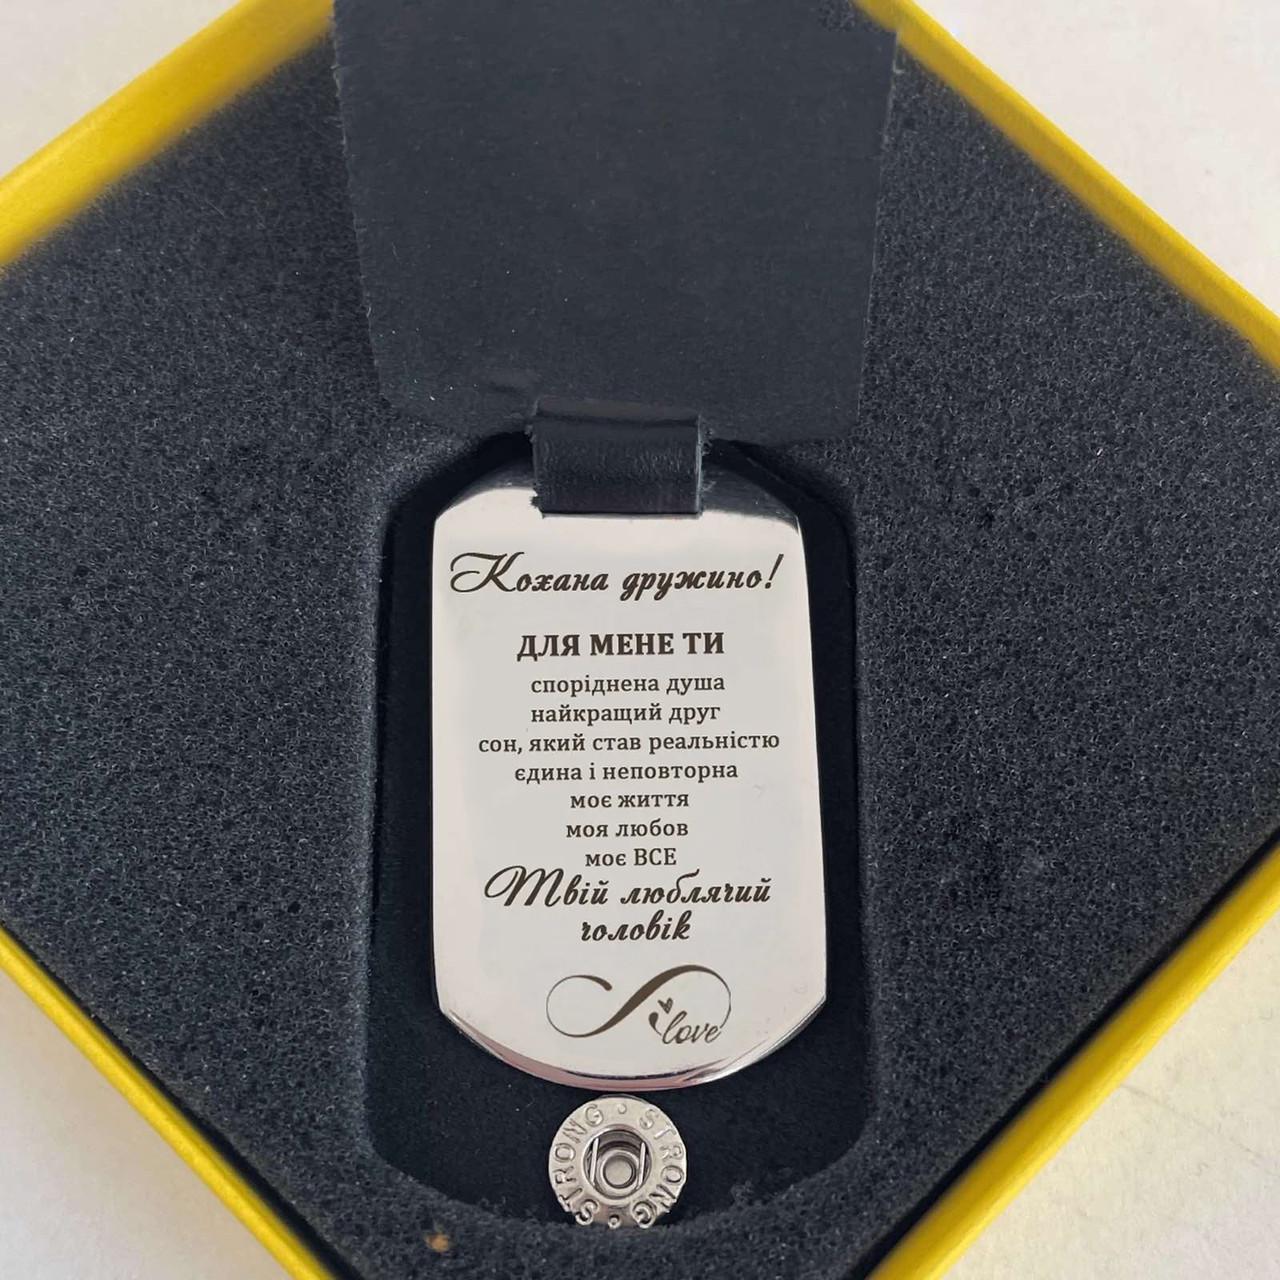 Кохана дружино!
ДЛЯ МЕНЕ ТИ
споріднена душа
найкращий друг
сон, який став реальністю
єдина і неповторна
моє життя
моя любов
моє ВСЕ
Твій люблячий
чоловік
love
STRONG · STRONG ·